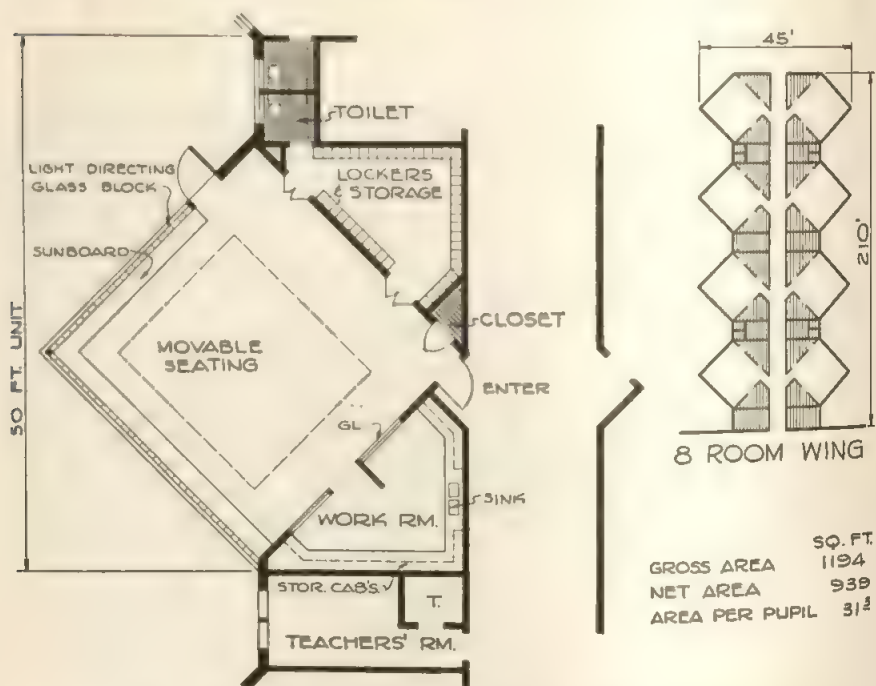 TOILET
LIGHT DIRECTING
GLASS BLOCK
LOCKERS
& STORAGE
SUNBOARD
50 FT. UNIT
CLOSET
MOVABLE
SEATING
ENTER
GL
SINK
WORK RM.
STOR. CAB'S.
T.
TEACHERS' RM.
45'
210'
8 ROOM WING
SQ. FT.
GROSS AREA 1194
NET AREA 939
AREA PER PUPIL 31³